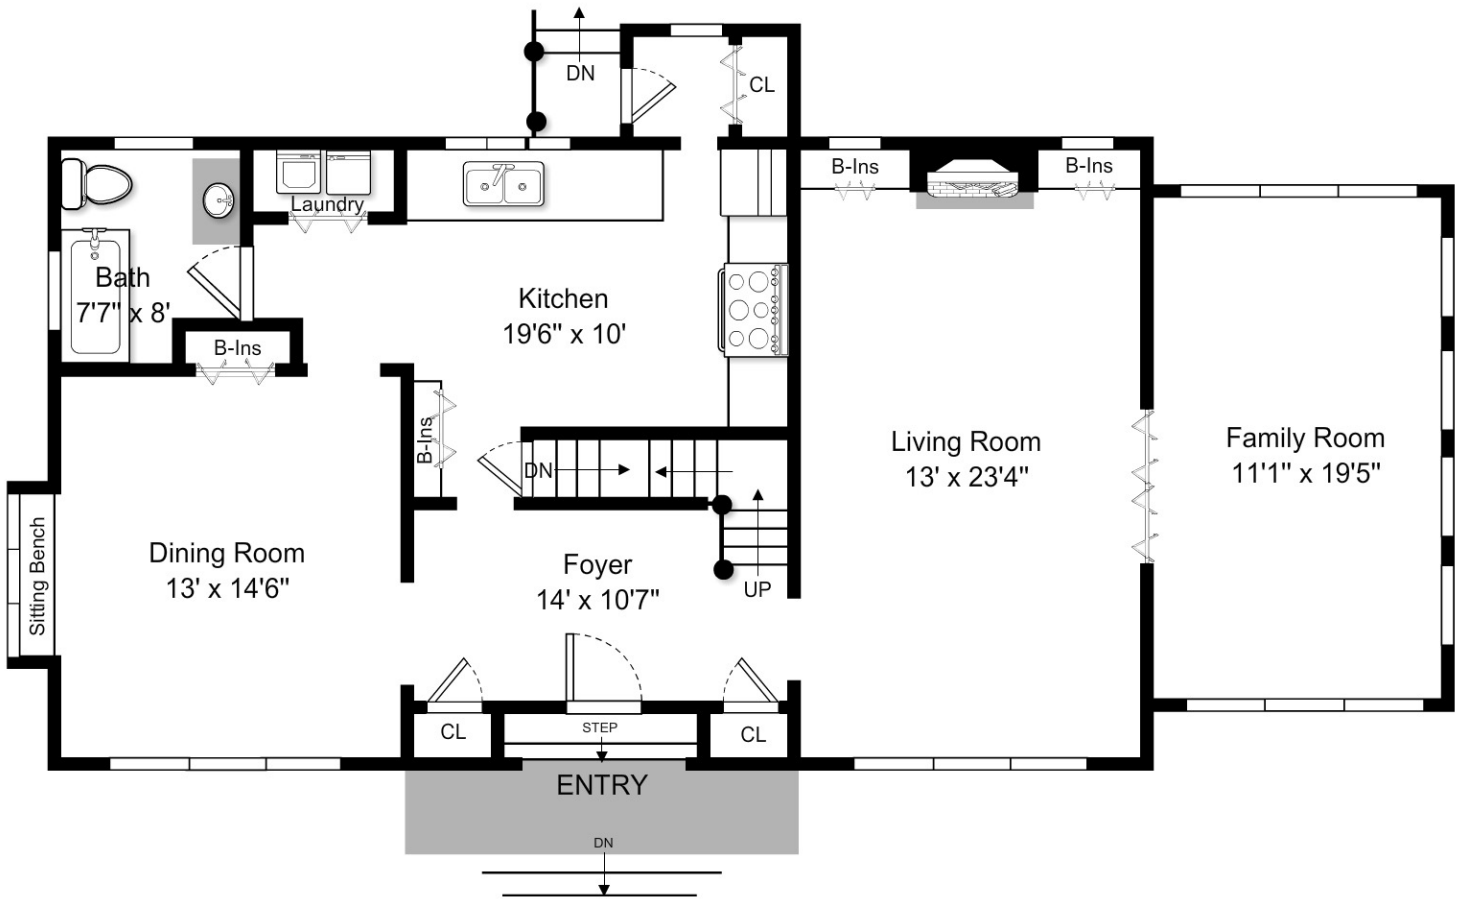 DN
CL
B-Ins
B-Ins
Laundry
Bath
7'7" x 8'
B-Ins
Kitchen
19'6" x 10'
B-Ins
DN
Living Room
13' x 23'4"
Family Room
11'1" x 19'5"
Sitting Bench
Dining Room
13' x 14'6"
Foyer
14' x 10'7"
UP
CL
STEP
CL
ENTRY
DN